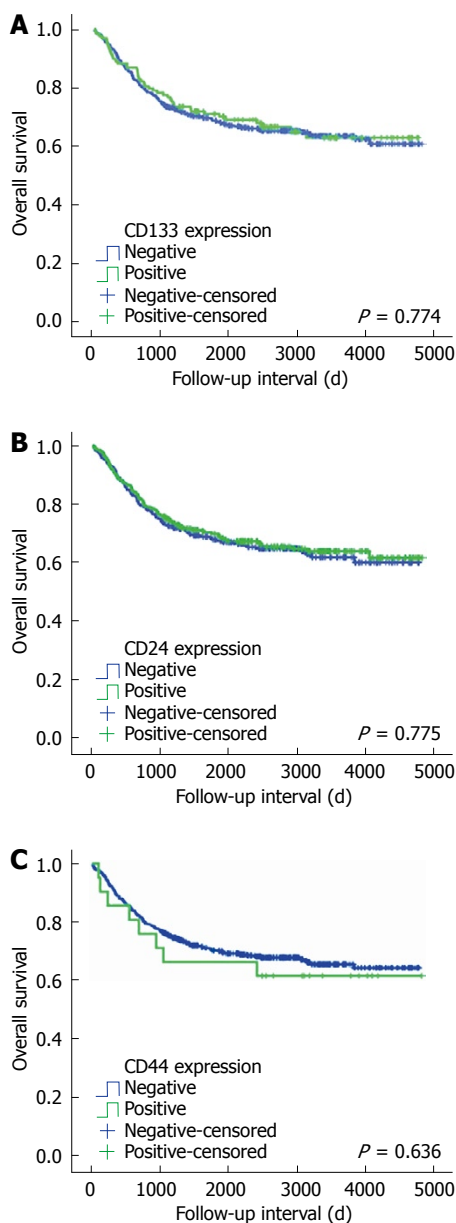 A
1.0
0.8
0.6
0.4
0.2
0.0
Overall survival
CD133 expression
Negative
Positive
Negative-censored
Positive-censored
P = 0.774
0 1000 2000 3000 4000 5000
Follow-up interval (d)
B
1.0
0.8
0.6
0.4
0.2
0.0
Overall survival
CD24 expression
Negative
Positive
Negative-censored
Positive-censored
P = 0.775
0 1000 2000 3000 4000 5000
Follow-up interval (d)
C
1.0
0.8
0.6
0.4
0.2
0.0
Overall survival
CD44 expression
Negative
Positive
Negative-censored
Positive-censored
P = 0.636
0 1000 2000 3000 4000 5000
Follow-up interval (d)